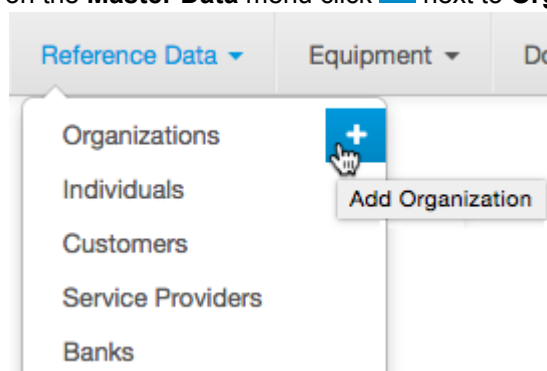 on the Master Data menu click next to Org
Reference Data Equipment Do
Organizations +
Add Organization
Individuals
Customers
Service Providers
Banks